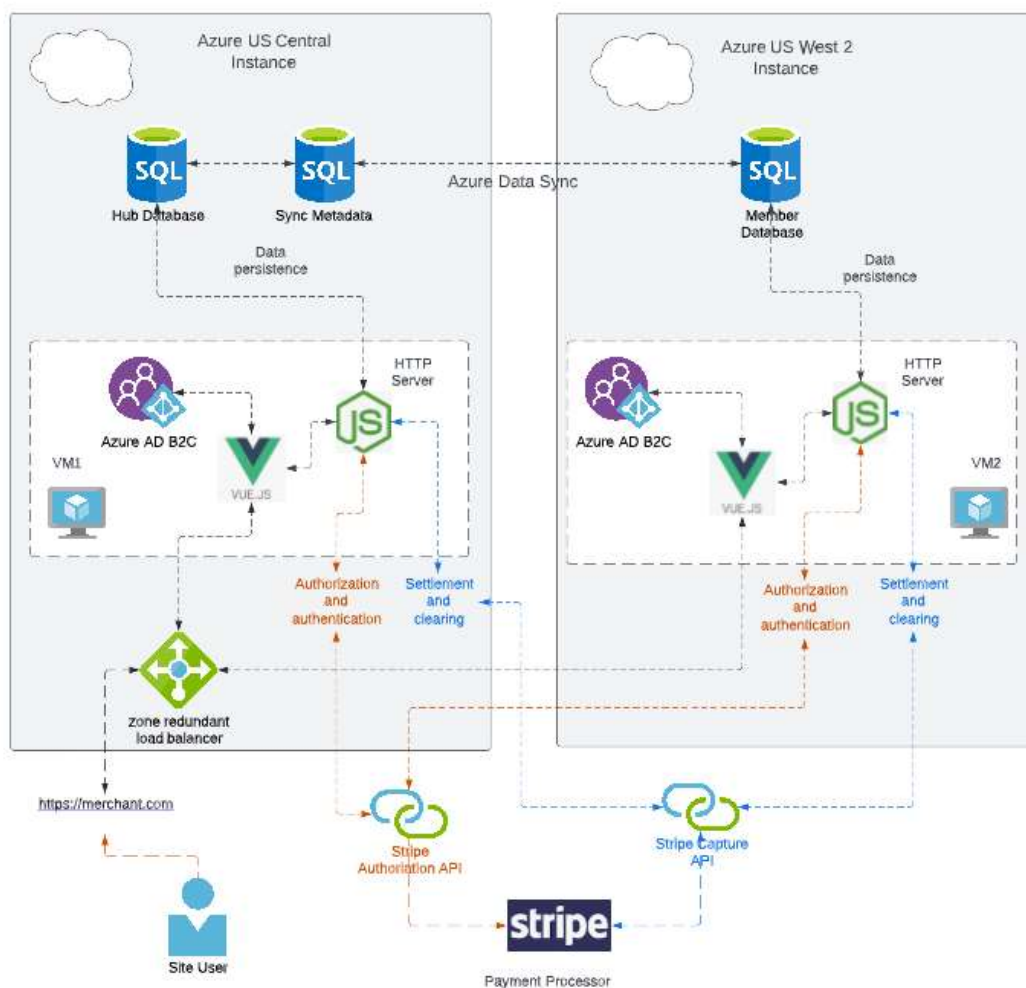 Azure US Central
Instance
Azure US West 2
Instance
SQL
SQL
SQL
Azure Data Sync
Hub Database
Sync Metadata
Member
Database
Data
persistence
Data
persistence
HTTP
Server
JS
Azure AD B2C
VM1
VUE.JS
HTTP
Server
JS
Azure AD B2C
VM2
VUE.JS
Authorization
and
authentication
Settlement
and
clearing
Authorization
and
authentication
Settlement
and
clearing
zone redundant
load balancer
https://merchant.com
Stripe
Authoriation API
Stripe Capture
API
stripe
Site User
Payment Processor